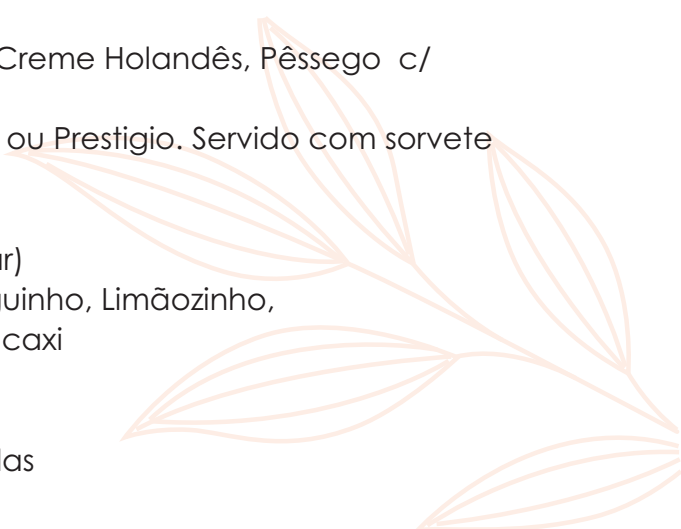 Creme Holandês, Pêssego c/
ou Prestigio. Servido com sorvete
r)
uinho, Limãozinho,
caxi
las